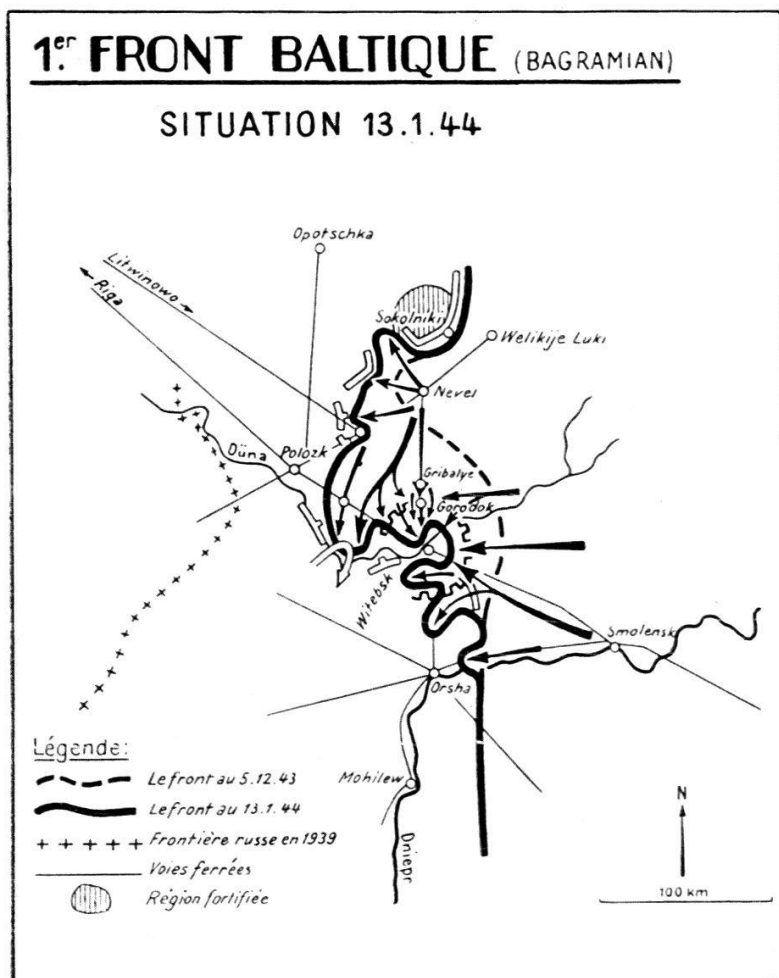 1.er FRONT BALTIQUE (BAGRAMIAN)
SITUATION 13.1.44
Opotschka
Litwinowo
Riga
Sokolniki
Welikije Luki
Nevel
Düna
Polozk
Gribalye
Gorodok
Witebsk
Smolensk
Orsha
Mohilew
Dniepr
Légende:
Le front au 5.12.43
Le front au 13.1.44
Frontière russe en 1939
Voies ferrées
Région fortifiée
N
100 km